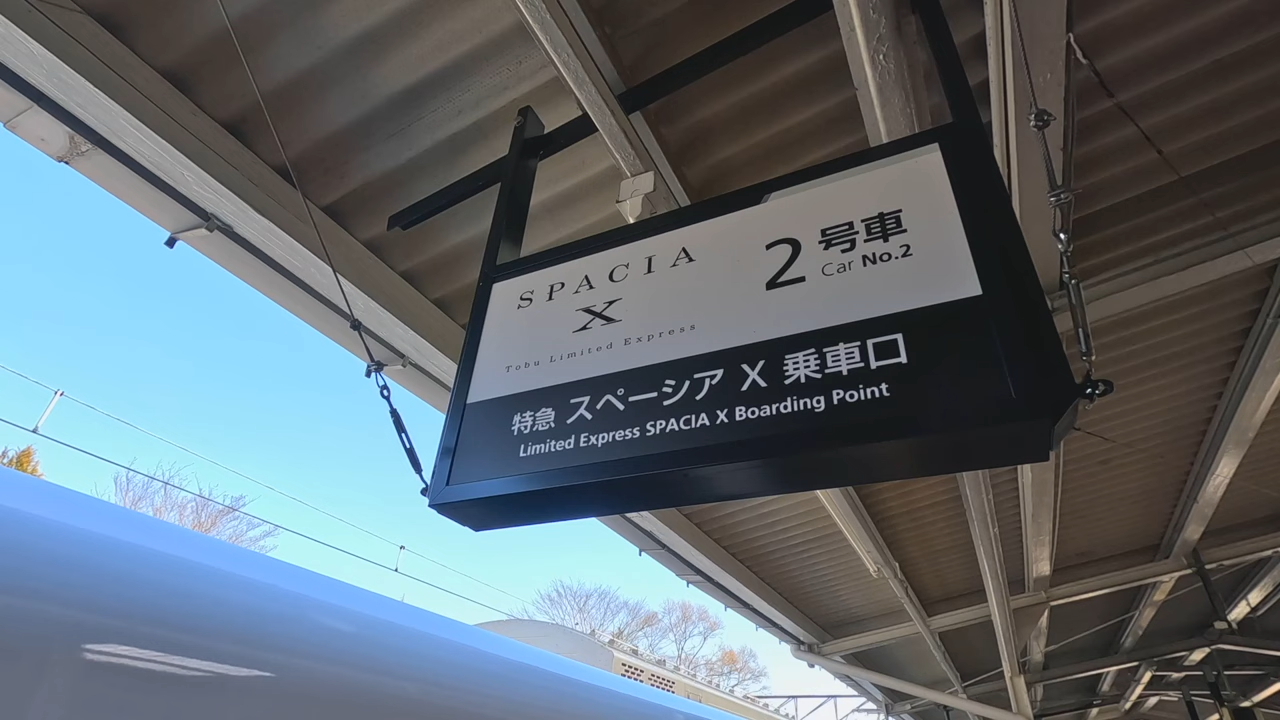 SPACIA
X
Tobu Limited Express
2号車
Car No.2
特急 スペーシア X 乗車口
Limited Express SPACIA X Boarding Point